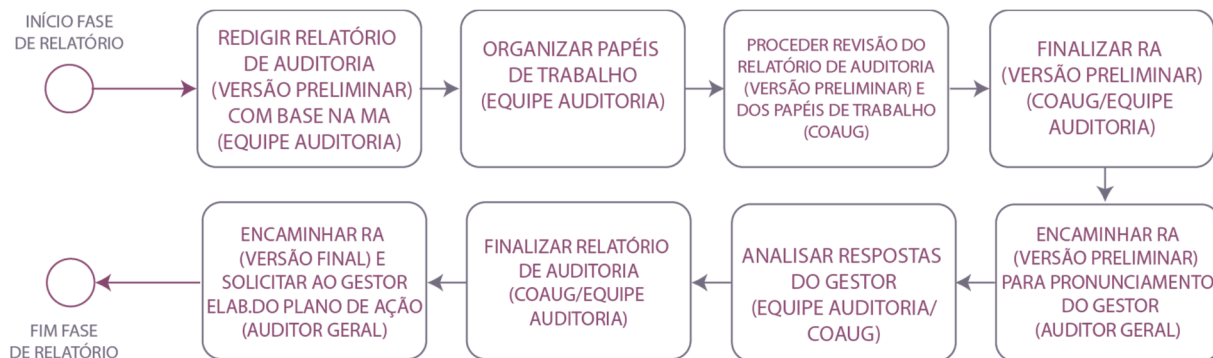 INÍCIO FASE
DE RELATÓRIO
REDIGIR RELATÓRIO
DE AUDITORIA
(VERSÃO PRELIMINAR)
COM BASE NA MA
(EQUIPE AUDITORIA)
ORGANIZAR PAPÉIS
DE TRABALHO
(EQUIPE AUDITORIA)
PROCEDER REVISÃO DO
RELATÓRIO DE AUDITORIA
(VERSÃO PRELIMINAR) E
DOS PAPÉIS DE TRABALHO
(COAUG)
FINALIZAR RA
(VERSÃO PRELIMINAR)
(COAUG/EQUIPE
AUDITORIA)
ENCAMINHAR RA
(VERSÃO PRELIMINAR)
PARA PRONUNCIAMENTO
DO GESTOR
(AUDITOR GERAL)
ANALISAR RESPOSTAS
DO GESTOR
(EQUIPE AUDITORIA/
COAUG)
FINALIZAR RELATÓRIO
DE AUDITORIA
(COAUG/EQUIPE
AUDITORIA)
ENCAMINHAR RA
(VERSÃO FINAL) E
SOLICITAR AO GESTOR
ELAB.DO PLANO DE AÇÃO
(AUDITOR GERAL)
FIM FASE
DE RELATÓRIO